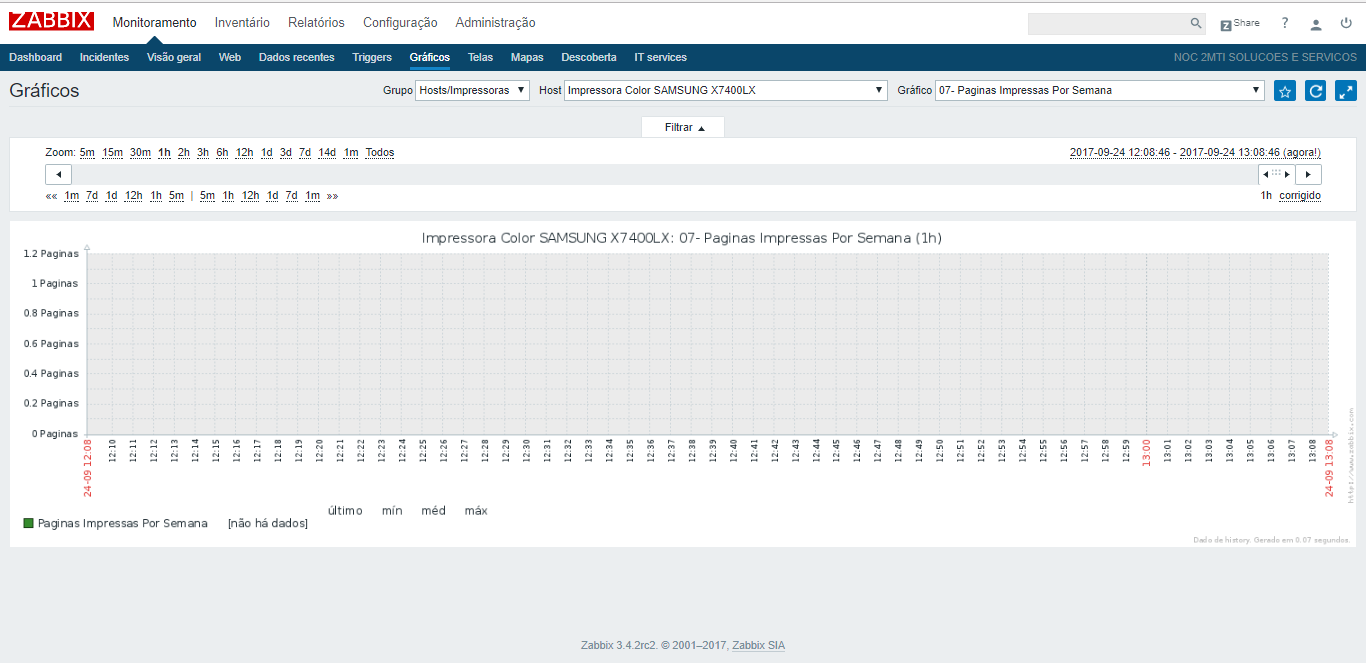 ZABBIX Monitoramento Inventário Relatórios Configuração Administração Z Share ?
Dashboard Incidentes Visão geral Web Dados recentes Triggers Gráficos Telas Mapas Descoberta IT services NOC 2MTI SOLUCOES E SERVICOS
Gráficos Grupo Hosts/Impressoras Host Impressora Color SAMSUNG X7400LX Gráfico 07- Paginas Impressas Por Semana
Filtrar
Zoom: 5m 15m 30m 1h 2h 3h 6h 12h 1d 3d 7d 14d 1m Todos 2017-09-24 12:08:46 - 2017-09-24 13:08:46 (agora!)
«« 1m 7d 1d 12h 1h 5m | 5m 1h 12h 1d 7d 1m »» 1h corrigido
Impressora Color SAMSUNG X7400LX: 07- Paginas Impressas Por Semana (1h)
1.2 Paginas
1 Paginas
0.8 Paginas
0.6 Paginas
0.4 Paginas
0.2 Paginas
0 Paginas
24-09 12:08 12:10 12:11 12:12 12:13 12:14 12:15 12:16 12:17 12:18 12:19 12:20 12:21 12:22 12:23 12:24 12:25 12:26 12:27 12:28 12:29 12:30 12:31 12:32 12:33 12:34 12:35 12:36 12:37 12:38 12:39 12:40 12:41 12:42 12:43 12:44 12:45 12:46 12:47 12:48 12:49 12:50 12:51 12:52 12:53 12:54 12:55 12:56 12:57 12:58 12:59 13:00 13:01 13:02 13:03 13:04 13:05 13:06 13:07 13:08 24-09 13:08
http://www.zabbix.com
último mín méd máx
Paginas Impressas Por Semana [não há dados]
Dado de history. Gerado em 0.07 segundos.
Zabbix 3.4.2rc2. © 2001–2017, Zabbix SIA